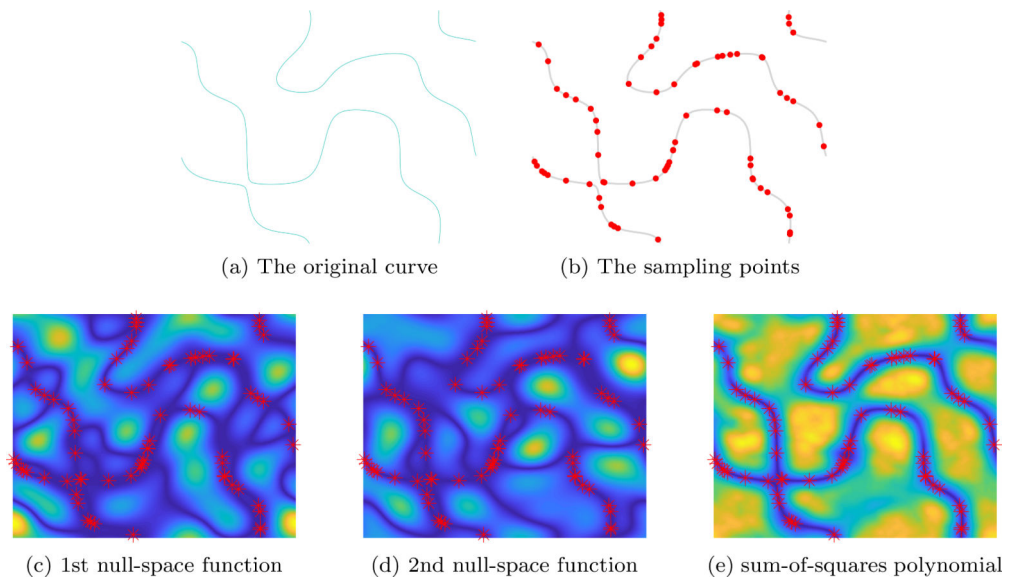 (a) The original curve
(b) The sampling points
(c) 1st null-space function
(d) 2nd null-space function
(e) sum-of-squares polynomial